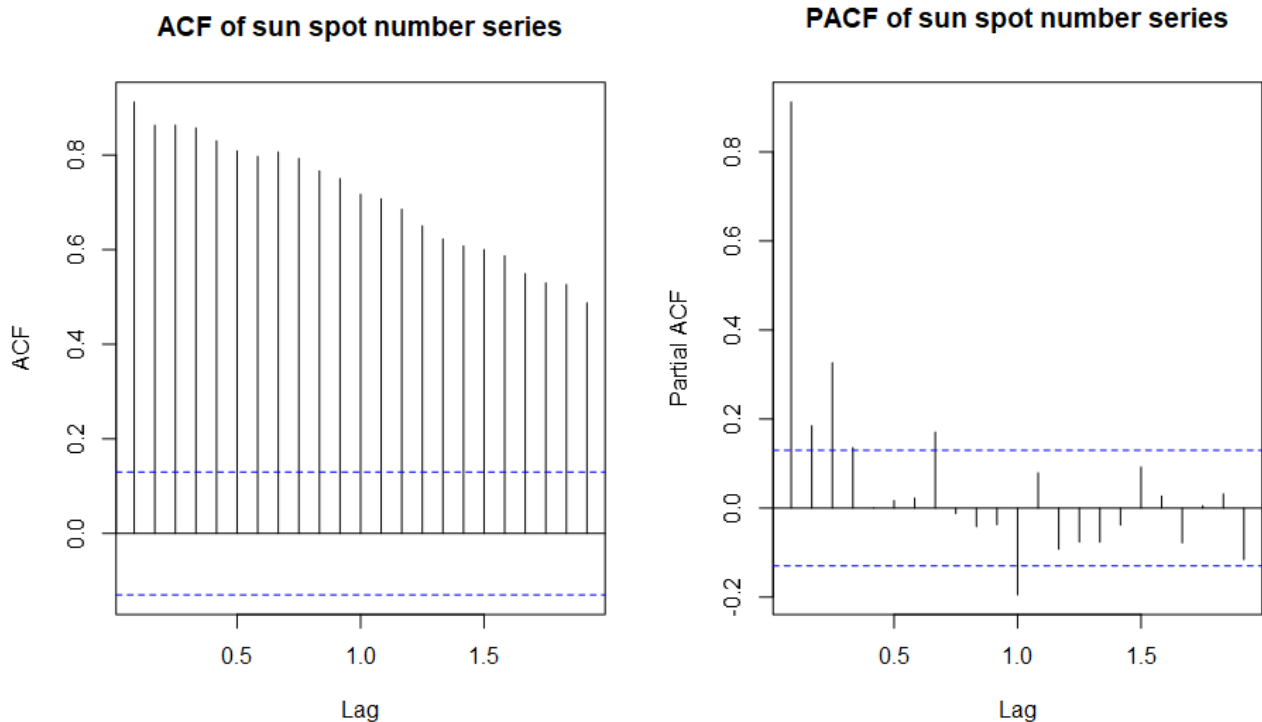 ACF of sun spot number series
ACF
0.0
0.2
0.4
0.6
0.8
0.5
1.0
1.5
Lag
PACF of sun spot number series
Partial ACF
-0.2
0.0
0.2
0.4
0.6
0.8
0.5
1.0
1.5
Lag